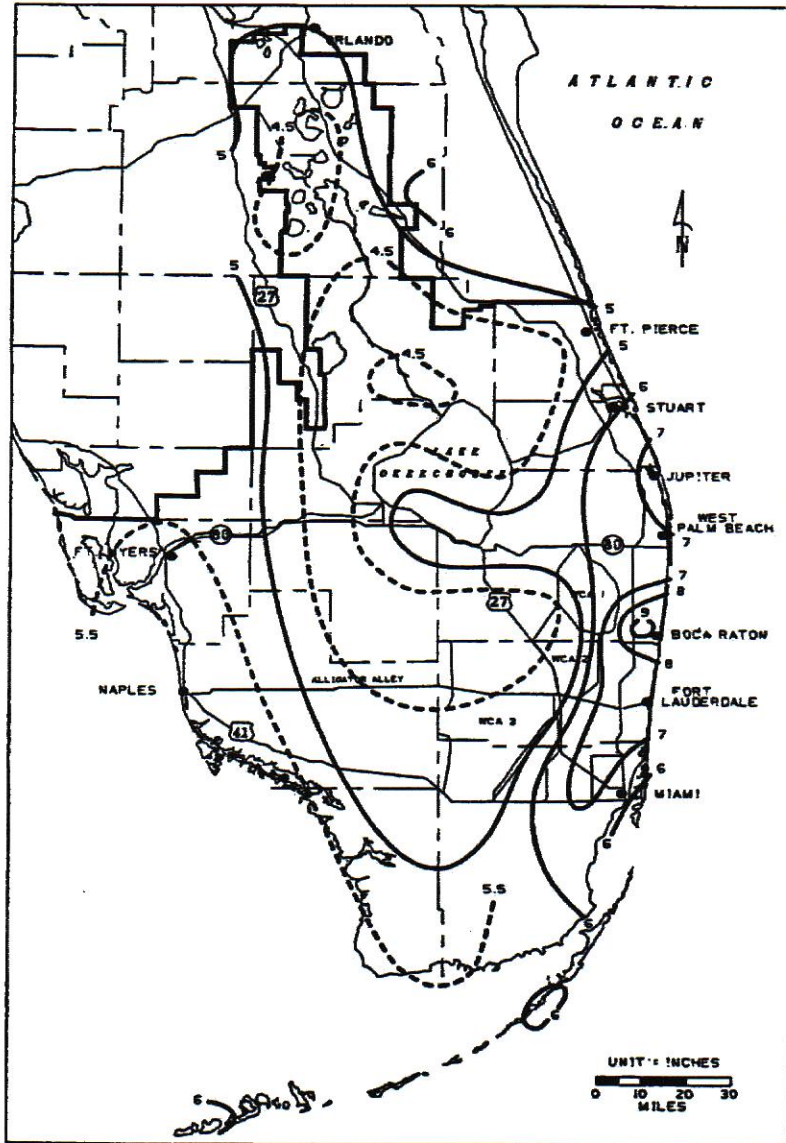 ORLANDO
ATLANTIC
OCEAN
4.5
5
6
6
N
4.5
5
27
5
FT. PIERCE
5
4.5
6
STUART
7
LAKE
OKEECHOBEE
JUPITER
WEST
PALM BEACH
7
FT. MYERS
80
80
7
8
27
WCA 1
9
5.5
BOCA RATON
WCA 2
8
ALLIGATOR ALLEY
NAPLES
FORT
LAUDERDALE
WCA 3
41
7
6
MIAMI
6
5.5
6
6
6
UNIT = INCHES
0 10 20 30
MILES